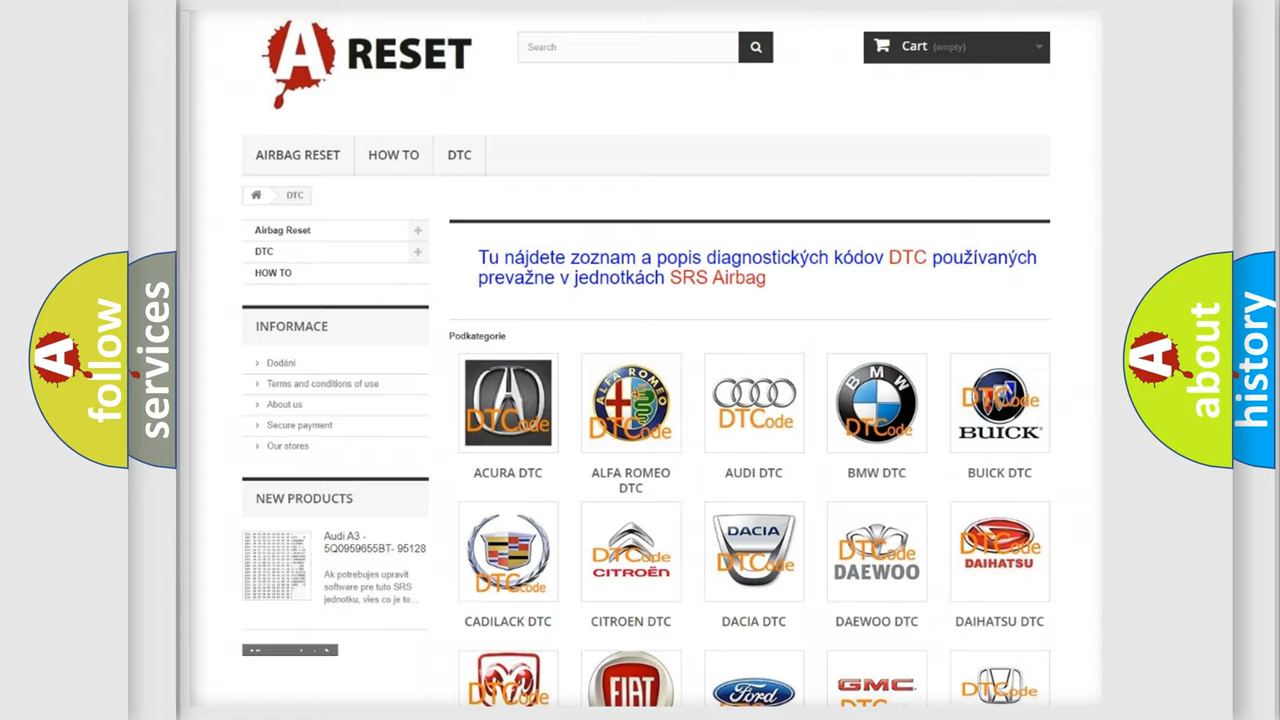 A RESET
Search
Cart (empty)
AIRBAG RESET
HOW TO
DTC
DTC
Airbag Reset
DTC
HOW TO
INFORMACE
Dodání
Terms and conditions of use
About us
Secure payment
Our stores
NEW PRODUCTS
Audi A3 -
5Q0959655BT- 95128
Ak potrebujes upravit
software pre tuto SRS
jednotku, vies co je to...
Tu nájdete zoznam a popis diagnostických kódov DTC používaných
prevažne v jednotkách SRS Airbag
Podkategorie
DTCode
ALFA ROMEO
DTCode
DTCode
BMW
DTCode
DTCode
BUICK
ACURA DTC
ALFA ROMEO
DTC
AUDI DTC
BMW DTC
BUICK DTC
DTCode
DTCode
CITROËN
DACIA
DTCode
DTCode
DAEWOO
DTCode
DAIHATSU
CADILACK DTC
CITROEN DTC
DACIA DTC
DAEWOO DTC
DAIHATSU DTC
DTCode
FIAT
Ford
GMC
DTCode
A follow
services
A about
history